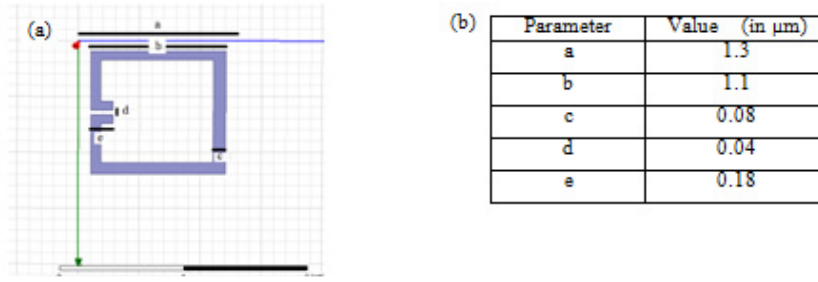 (a)
a
b
d
e
c
(b)
Parameter Value (in μm)
a 1.3
b 1.1
c 0.08
d 0.04
e 0.18